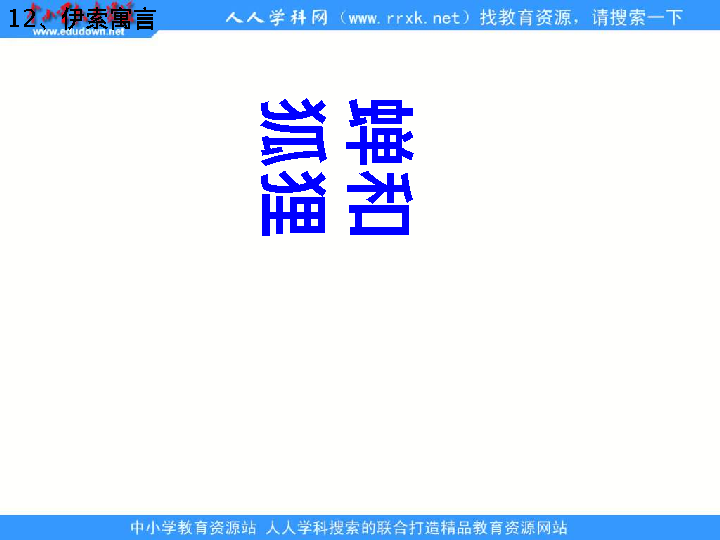 12、伊索寓言
www.edudown.net
人人学科网（www.rrxk.net）找教育资源，请搜索一下
蝉和
狐狸
中小学教育资源站 人人学科搜索的联合打造精品教育资源网站